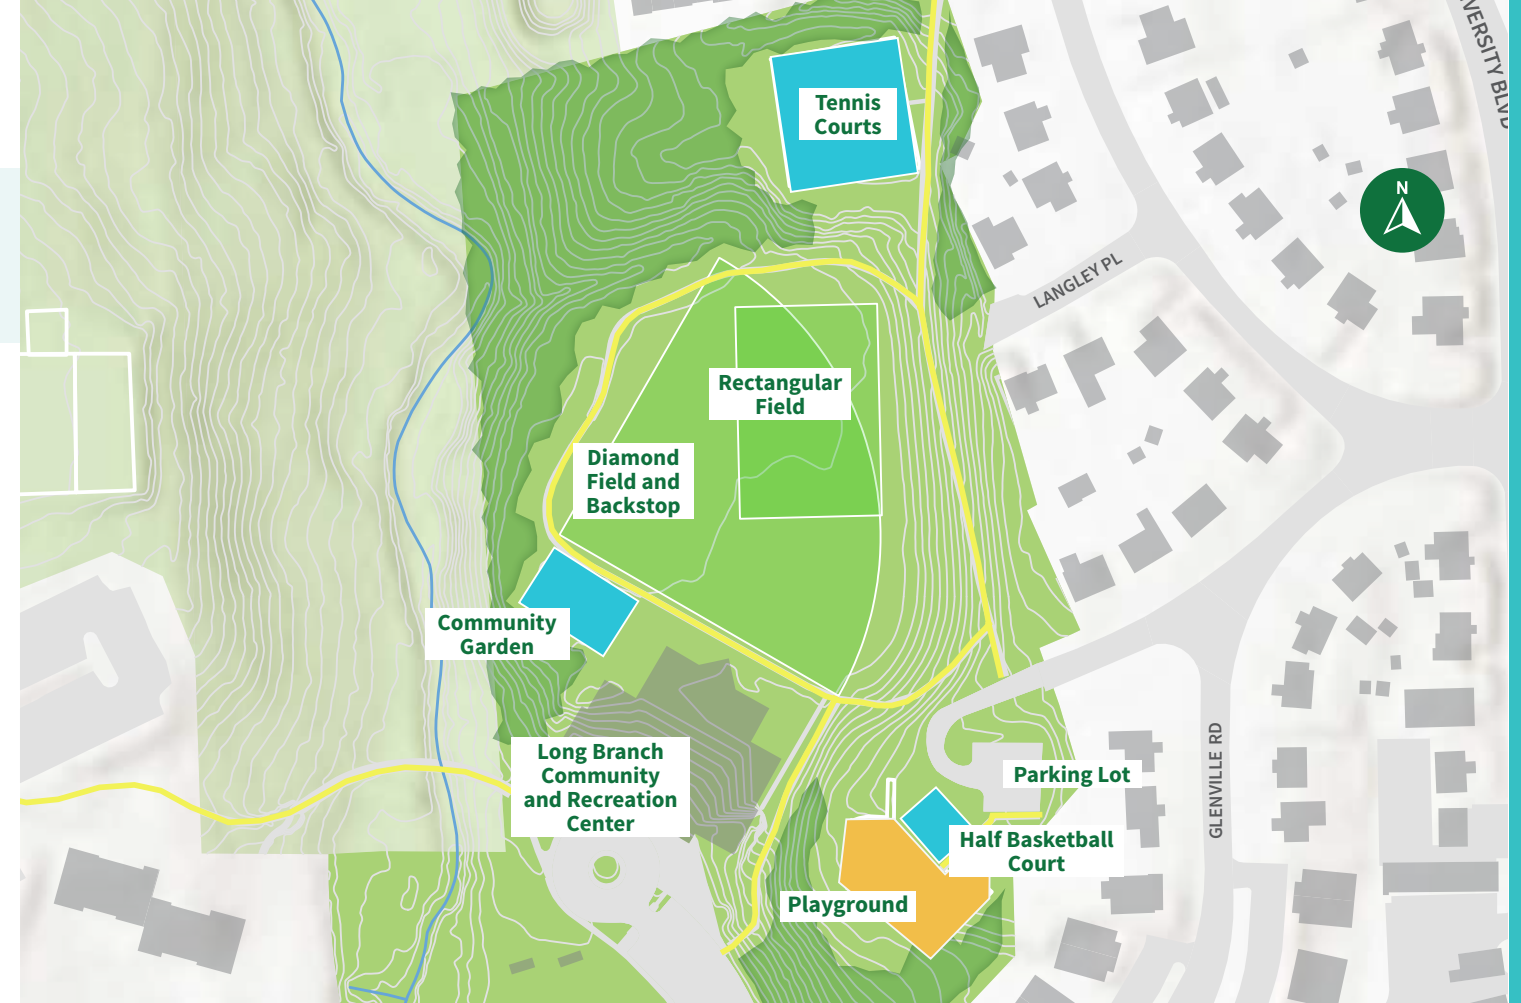 Tennis
Courts
VERSITY BLVD
N
LANGLEY PL
Rectangular
Field
Diamond
Field and
Backstop
Community
Garden
Long Branch
Community
and Recreation
Center
Parking Lot
GLENVILLE RD
Half Basketball
Court
Playground